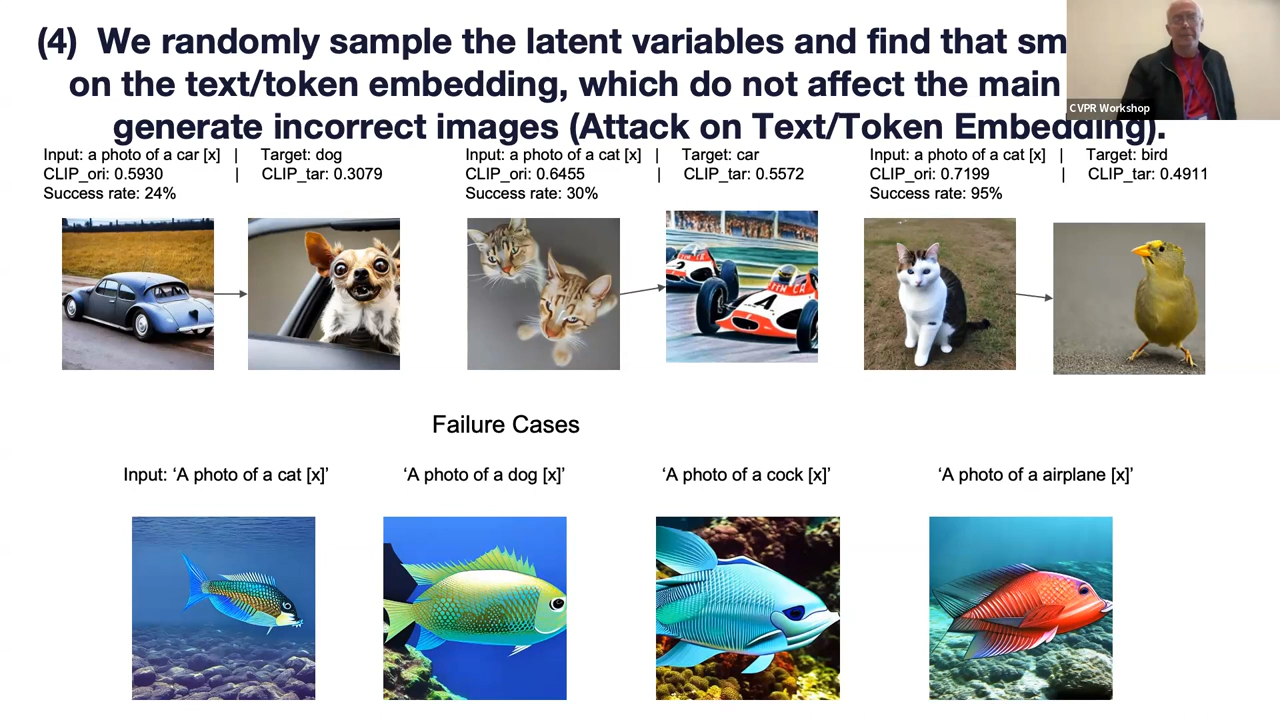 (4) We randomly sample the latent variables and find that sm
on the text/token embedding, which do not affect the main
generate incorrect images (Attack on Text/Token Embedding).
CVPR Workshop
Input: a photo of a car [x] | Target: dog
CLIP_ori: 0.5930 | CLIP_tar: 0.3079
Success rate: 24%
Input: a photo of a cat [x] | Target: car
CLIP_ori: 0.6455 | CLIP_tar: 0.5572
Success rate: 30%
Input: a photo of a cat [x] | Target: bird
CLIP_ori: 0.7199 | CLIP_tar: 0.4911
Success rate: 95%
Failure Cases
Input: ‘A photo of a cat [x]’
‘A photo of a dog [x]’
‘A photo of a cock [x]’
‘A photo of a airplane [x]’